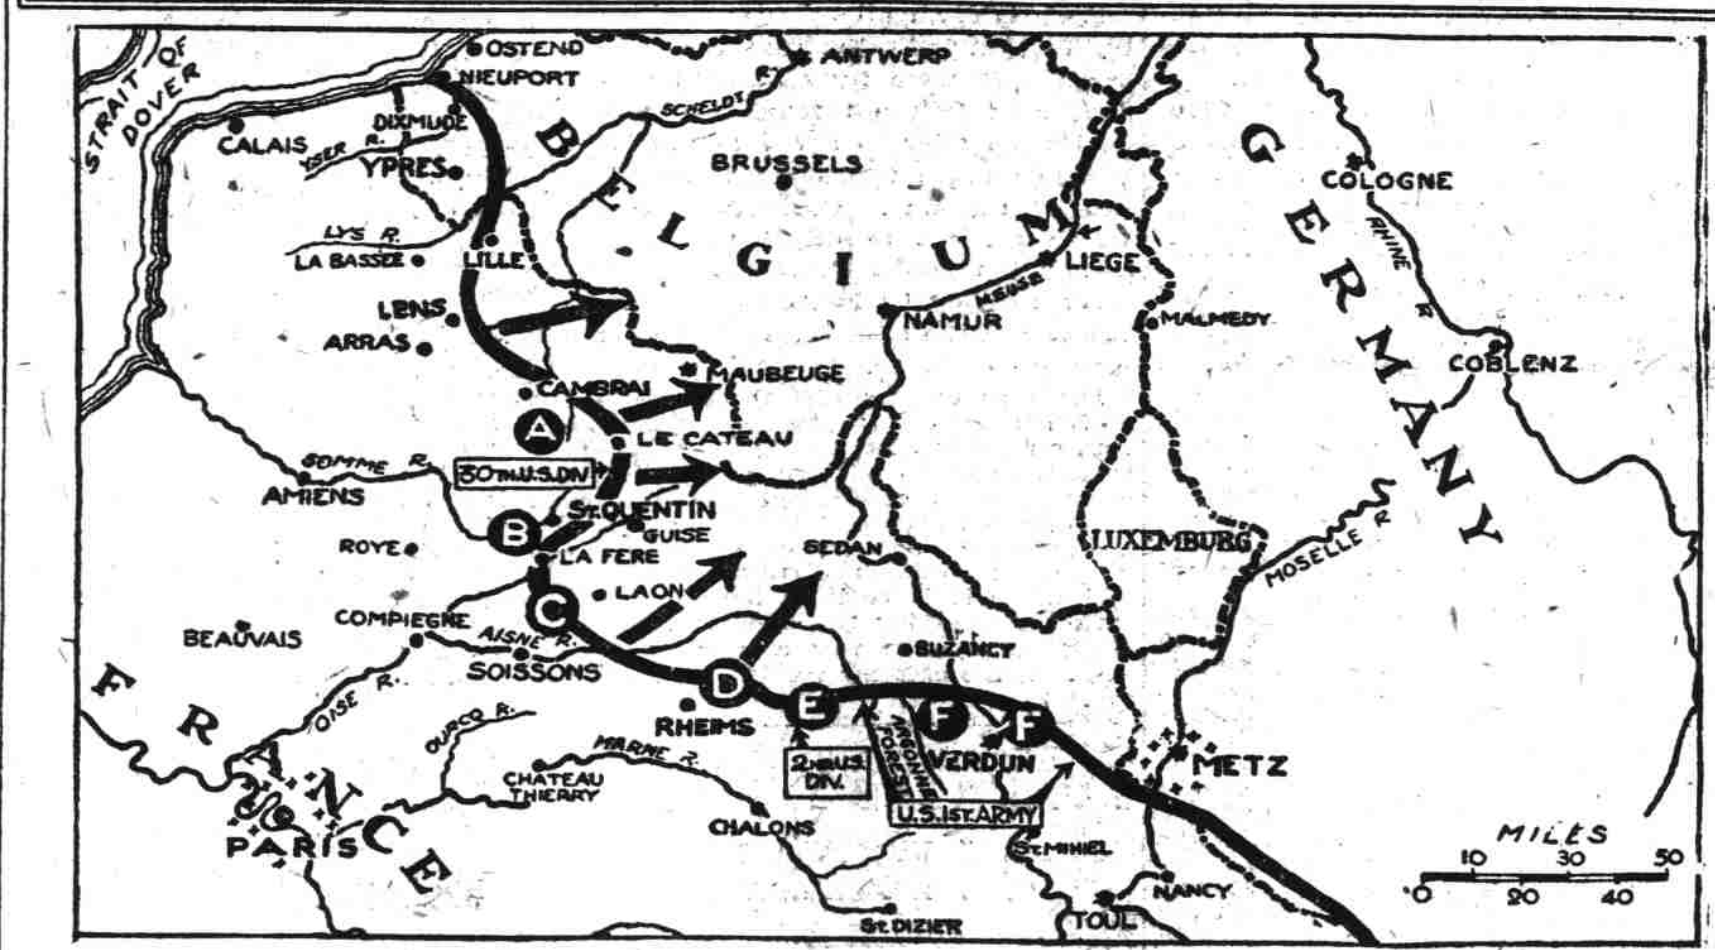 STRAIT OF
DOVER
OSTEND
NIEUPORT
ANTWERP
SCHELDT R.
DIXMUDE
CALAIS
YSER R.
YPRES
BRUSSELS
BELGIUM
GERMANY
COLOGNE
RHINE R
LYS R.
LA BASSEE
LILLE
LIEGE
MEUSE
NAMUR
MALMEDY
LENS
ARRAS
COBLENZ
MAUBEUGE
CAMBRAI
A
LE CATEAU
30TH U.S. DIV
SOMME R.
AMIENS
ST. QUENTIN
B
GUISE
ROYE
LA FERE
SEDAN
LUXEMBURG
MOSELLE R
C
LAON
COMPIEGNE
BEAUVAIS
AISNE R.
SOISSONS
BUZANCY
FRANCE
OISE R.
OURCQ R.
D
RHEIMS
E
F
F
ARGONNE
FOREST
VERDUN
METZ
MARNE R.
2ND U.S.
DIV.
CHATEAU
THIERRY
U.S. 1ST. ARMY
PARIS
CHALONS
ST MIHIEL
NANCY
TOUL
ST. DIZIER
MILES
10 30 50
0 20 40